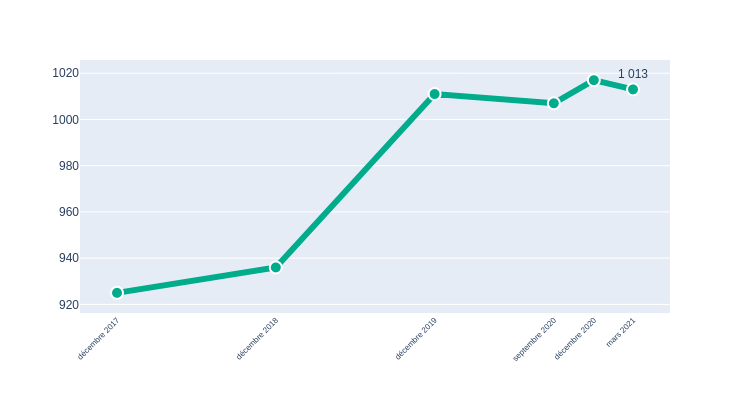 1020
1000
980
960
940
920
1 013
décembre 2017
décembre 2018
décembre 2019
septembre 2020
décembre 2020
mars 2021